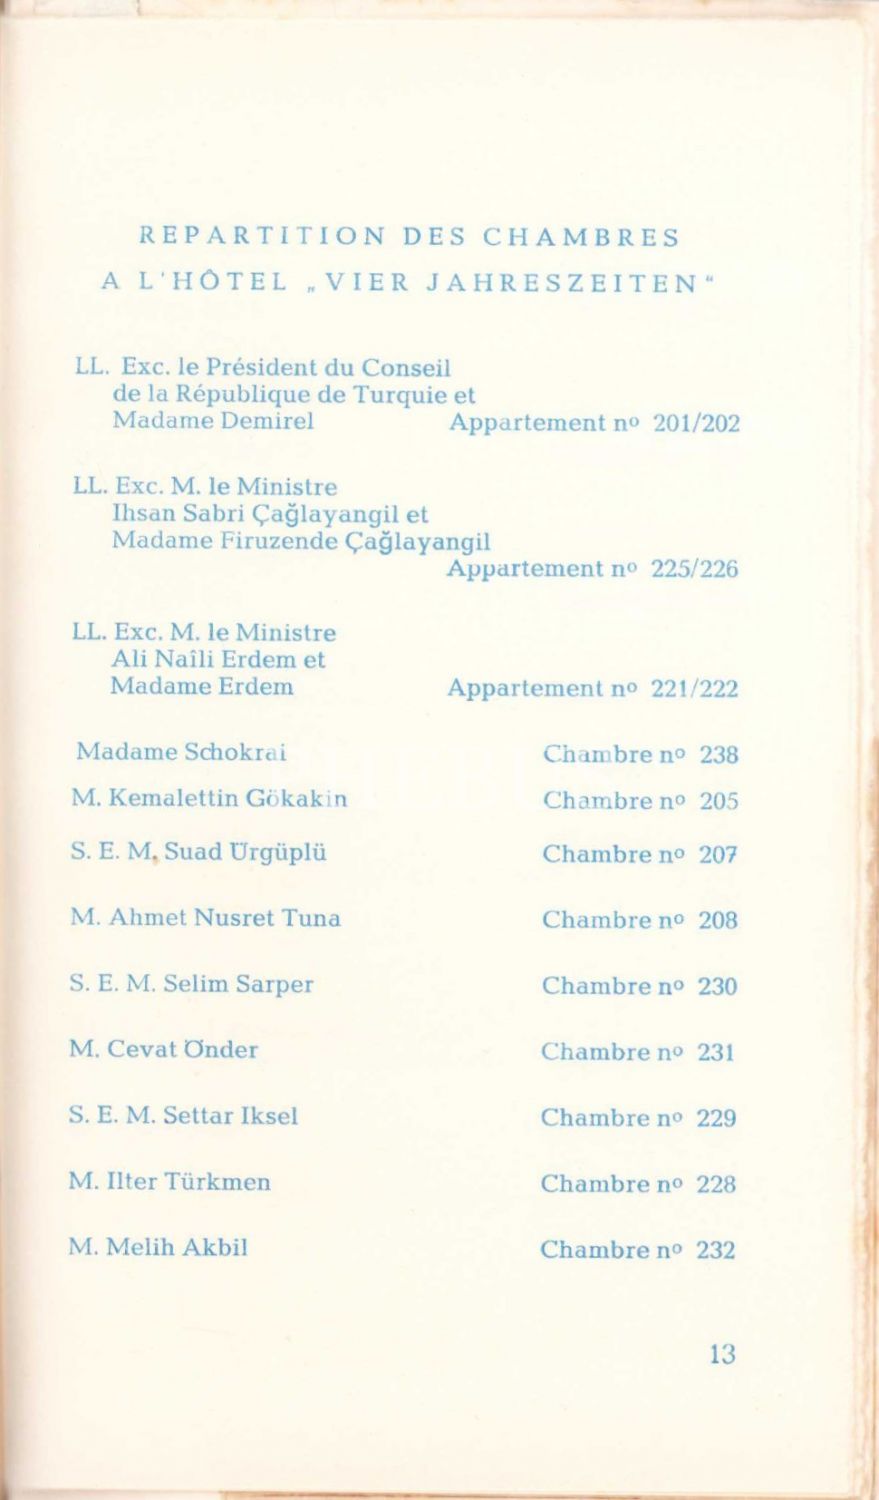 REPARTITION DES CHAMBRES
A L'HÔTEL „VIER JAHRESZEITEN“
LL. Exc. le Président du Conseil
de la République de Turquie et
Madame Demirel Appartement nº 201/202
LL. Exc. M. le Ministre
Ihsan Sabri Çağlayangil et
Madame Firuzende Çağlayangil
Appartement nº 225/226
LL. Exc. M. le Ministre
Ali Naîli Erdem et
Madame Erdem Appartement nº 221/222
Madame Schokrai Chambre nº 238
M. Kemalettin Gökakin Chambre nº 205
S. E. M. Suad Ürgüplü Chambre nº 207
M. Ahmet Nusret Tuna Chambre nº 208
S. E. M. Selim Sarper Chambre nº 230
M. Cevat Önder Chambre nº 231
S. E. M. Settar Iksel Chambre nº 229
M. Ilter Türkmen Chambre nº 228
M. Melih Akbil Chambre nº 232
13